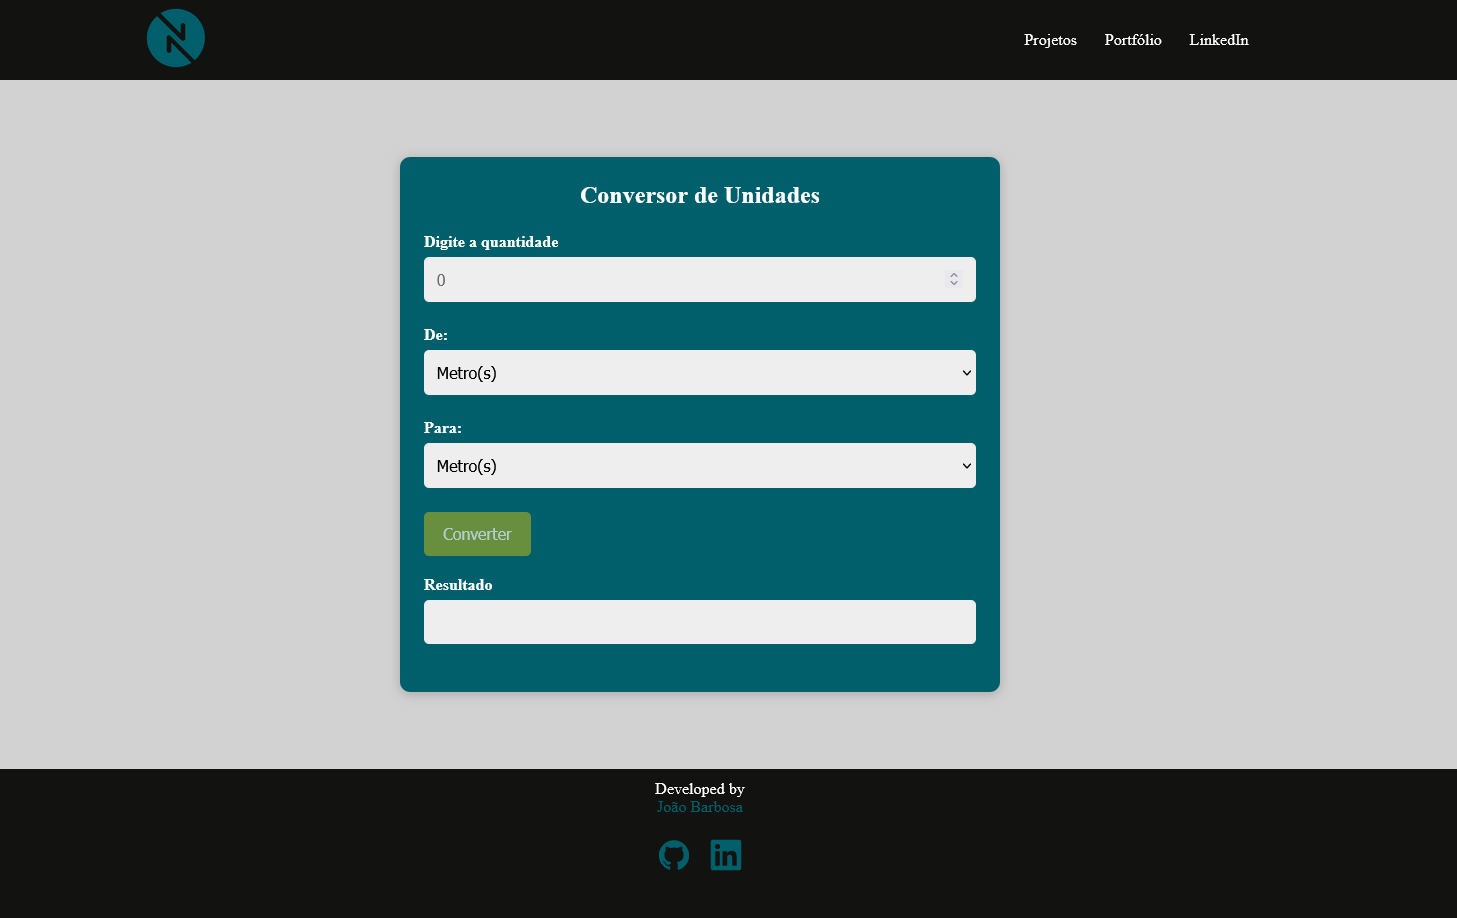 Projetos Portfólio LinkedIn
Conversor de Unidades
Digite a quantidade
0
De:
Metro(s)
Para:
Metro(s)
Converter
Resultado
Developed by
João Barbosa